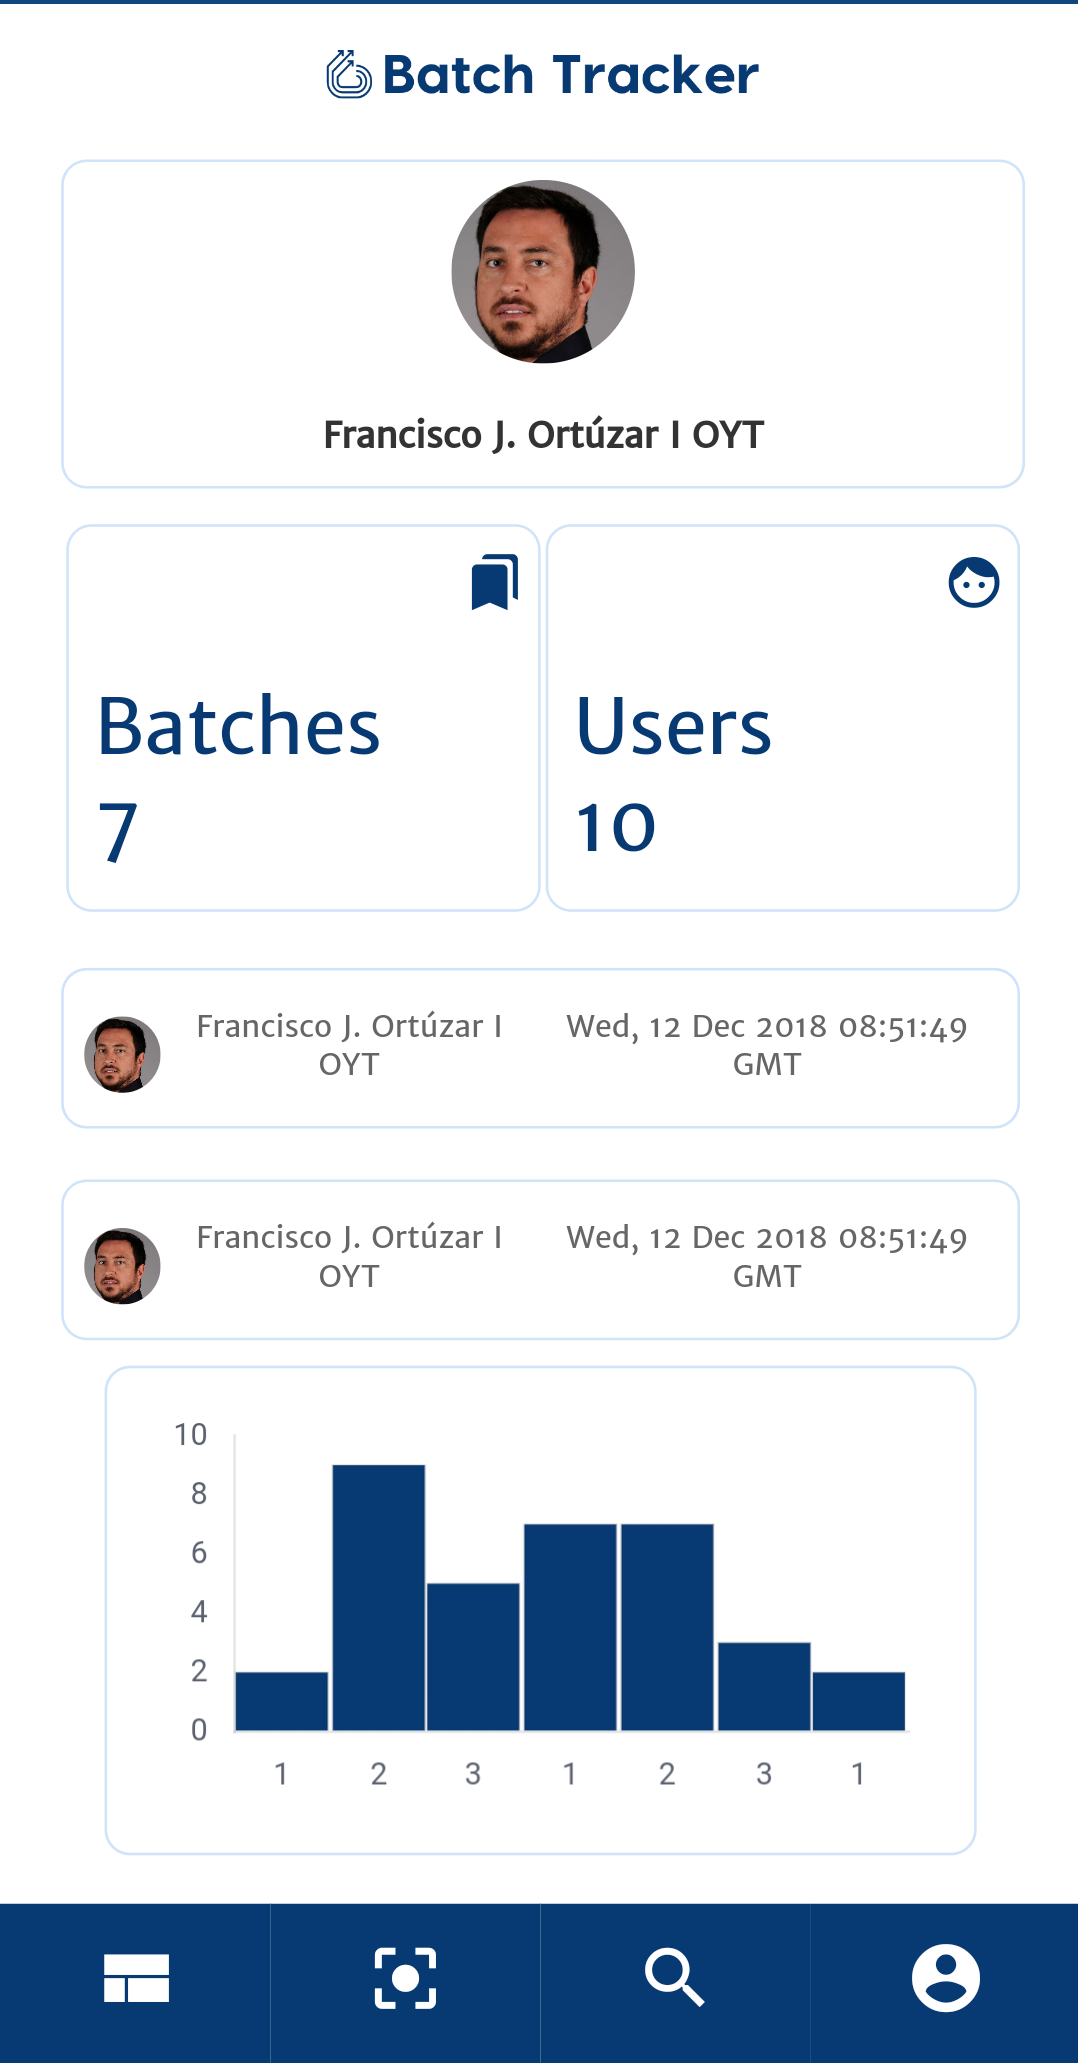 Batch Tracker
Francisco J. Ortúzar I OYT
Batches
7
Users
10
Francisco J. Ortúzar I
OYT
Wed, 12 Dec 2018 08:51:49
GMT
Francisco J. Ortúzar I
OYT
Wed, 12 Dec 2018 08:51:49
GMT
10
8
6
4
2
0
1 2 3 1 2 3 1